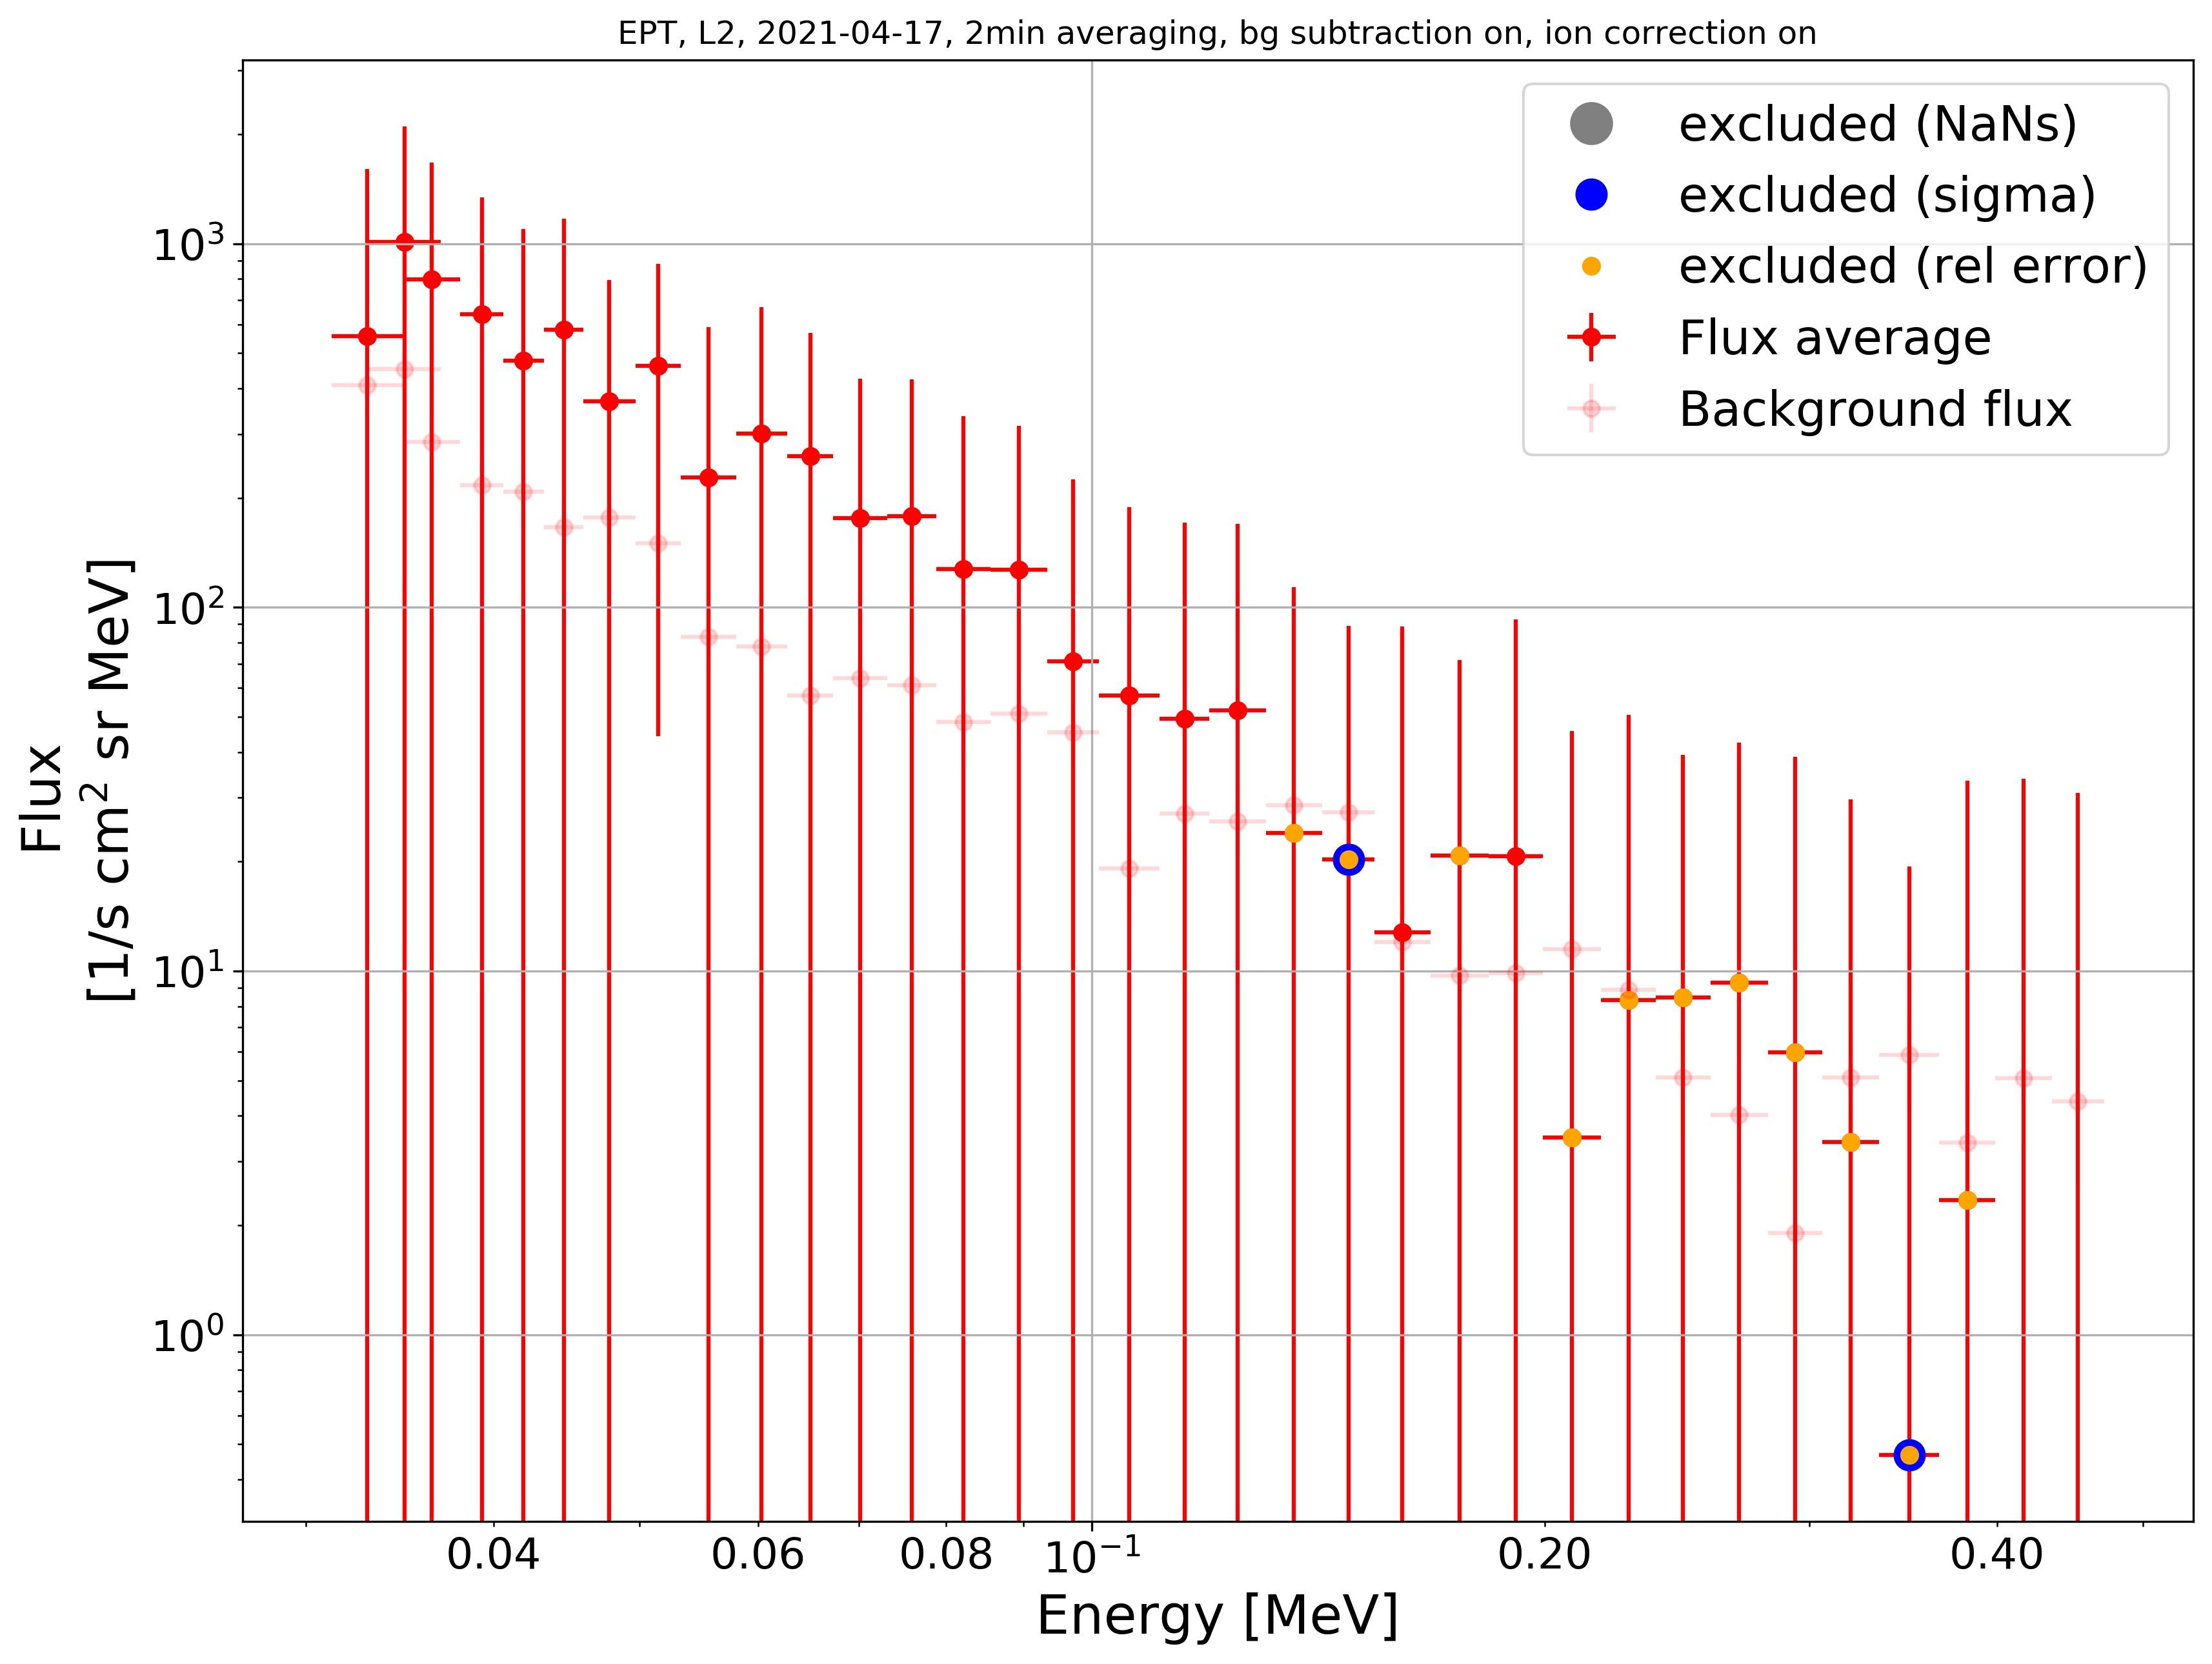 EPT, L2, 2021-04-17, 2min averaging, bg subtraction on, ion correction on
excluded (NaNs)
excluded (sigma)
excluded (rel error)
Flux average
Background flux
10³
10²
10¹
10⁰
Flux
[1/s cm² sr MeV]
0.04
0.06
0.08
10⁻¹
0.20
0.40
Energy [MeV]